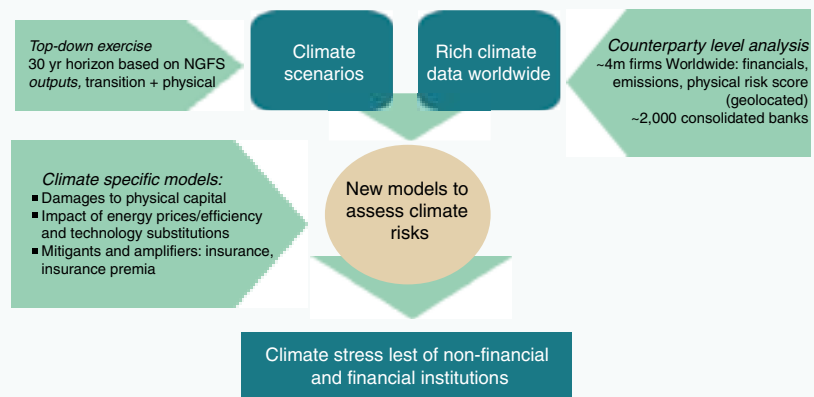 Top-down exercise
30 yr horizon based on NGFS
outputs, transition + physical
Climate
scenarios
Rich climate
data worldwide
Counterparty level analysis
~4m firms Worldwide: financials,
emissions, physical risk score
(geolocated)
~2,000 consolidated banks
Climate specific models:
▪ Damages to physical capital
▪ Impact of energy prices/efficiency
and technology substitutions
▪ Mitigants and amplifiers: insurance,
insurance premia
New models to
assess climate
risks
Climate stress lest of non-financial
and financial institutions